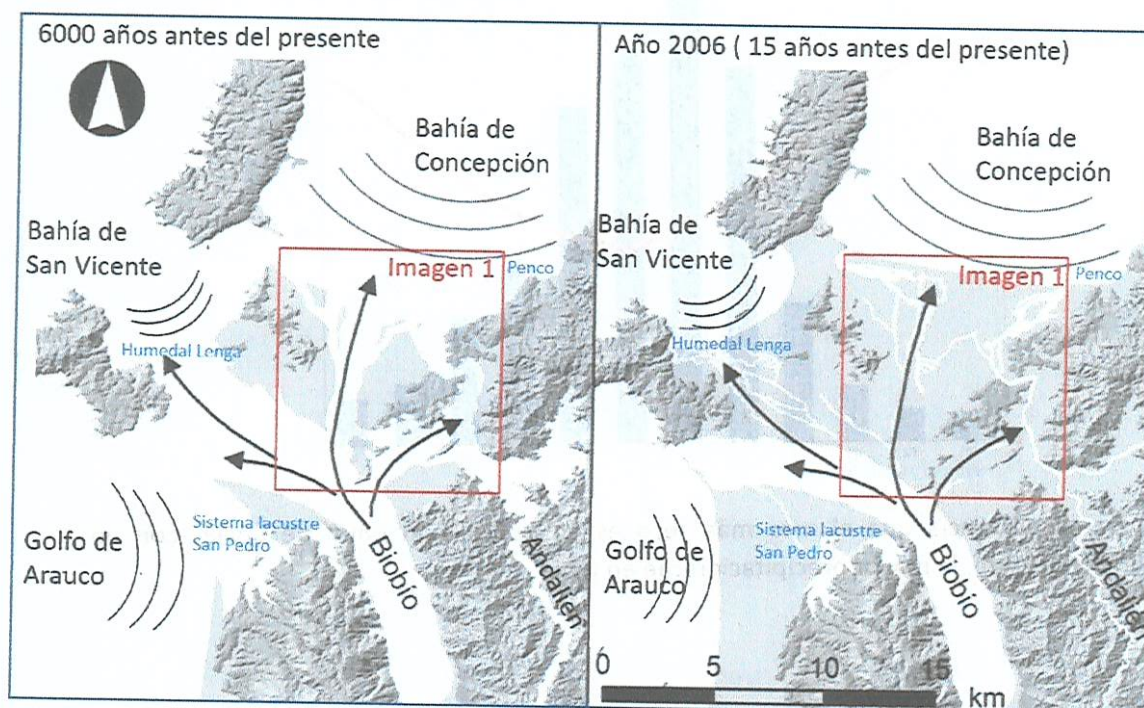 6000 años antes del presente
Bahía de
Concepción
Bahía de
San Vicente
Imagen 1
Penco
Humedal Lenga
Sistema lacustre
San Pedro
Golfo de
Arauco
Biobío
Andalien
Año 2006 ( 15 años antes del presente)
Bahía de
Concepción
Bahía de
San Vicente
Imagen 1
Penco
Humedal Lenga
Sistema lacustre
San Pedro
Golfo de
Arauco
Biobío
Andalien
0 5 10 15
km